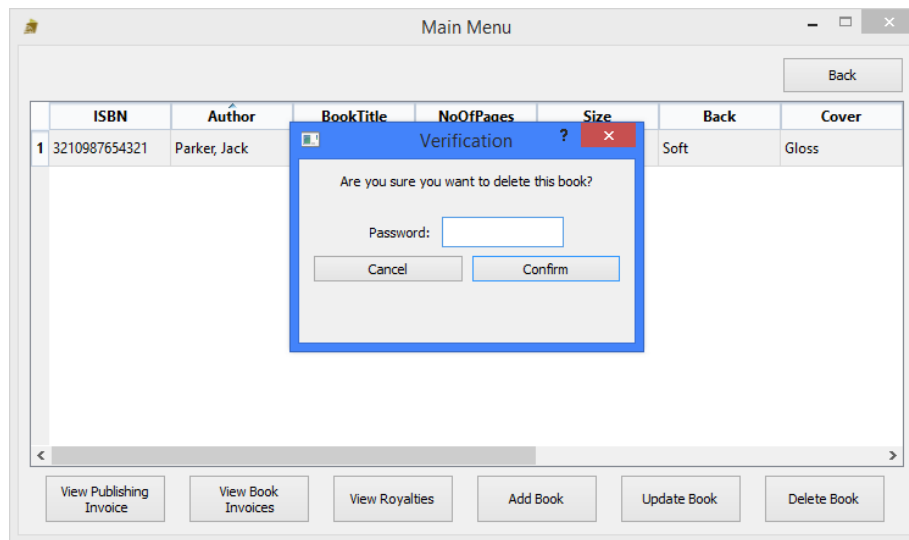 Main Menu
Back
ISBN Author BookTitle NoOfPages Size Back Cover
1 3210987654321 Parker, Jack Soft Gloss
Verification ?
Are you sure you want to delete this book?
Password:
Cancel Confirm
View Publishing
Invoice
View Book
Invoices
View Royalties
Add Book
Update Book
Delete Book